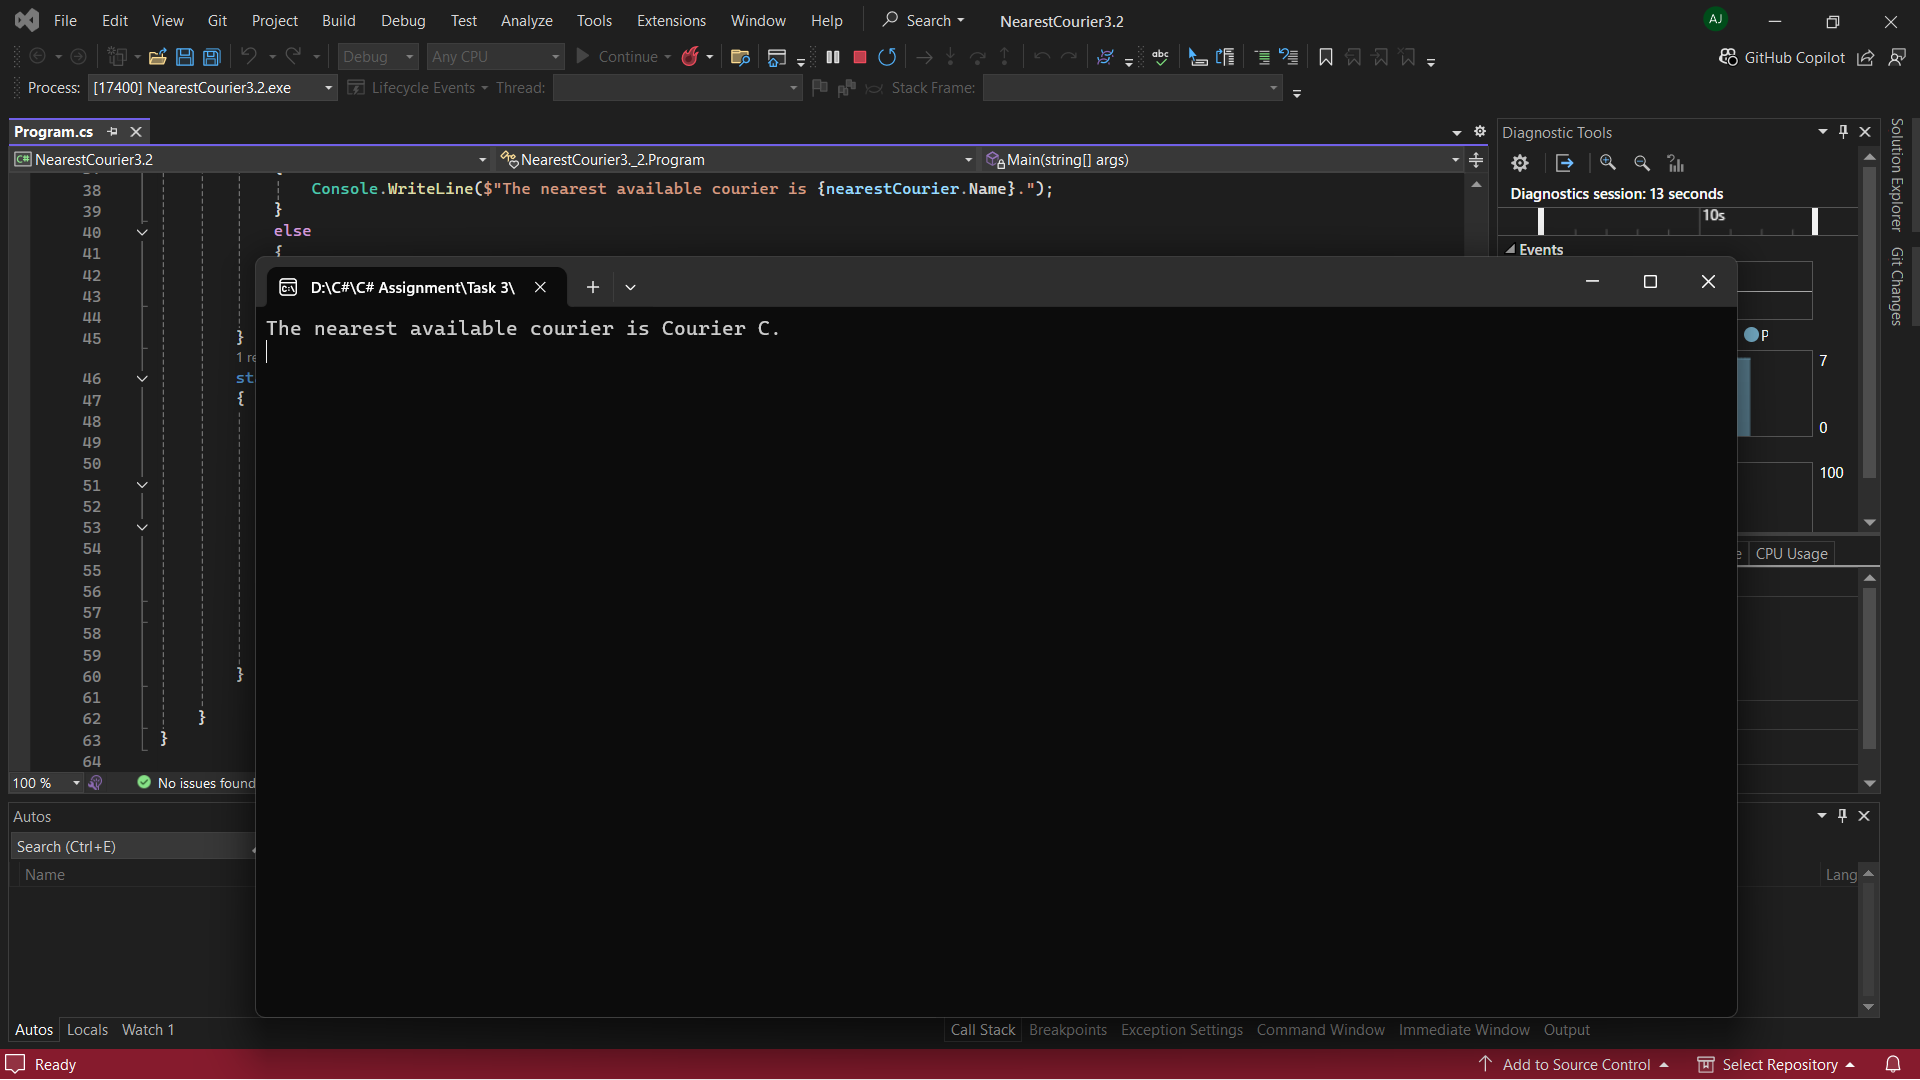 File Edit View Git Project Build Debug Test Analyze Tools Extensions Window Help Search NearestCourier3.2 AJ
Debug Any CPU Continue abc GitHub Copilot
Process: [17400] NearestCourier3.2.exe Lifecycle Events Thread: Stack Frame:
Program.cs
C# NearestCourier3.2 NearestCourier3._2.Program Main(string[] args)
{
38 Console.WriteLine($"The nearest available courier is {nearestCourier.Name}.");
39 }
40 else
41 {
42
43
44
45 }
1 re
46 st
47 {
48
49
50
51
52
53
54
55
56
57
58
59
60 }
61
62 }
63 }
64
100 % No issues found
D:\C#\C# Assignment\Task 3\
The nearest available courier is Courier C.
Diagnostic Tools
Diagnostics session: 13 seconds
10s
Events
P
7
0
100
e CPU Usage
Solution Explorer
Git Changes
Autos
Search (Ctrl+E)
Name
Lang
Autos Locals Watch 1
Call Stack Breakpoints Exception Settings Command Window Immediate Window Output
Ready Add to Source Control Select Repository